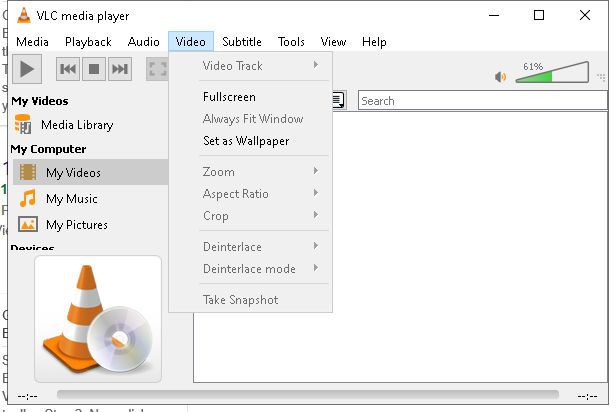 VLC media player
Media Playback Audio Video Subtitle Tools View Help
61%
Video Track
Fullscreen
Always Fit Window
Set as Wallpaper
Zoom
Aspect Ratio
Crop
Deinterlace
Deinterlace mode
Take Snapshot
Search
My Videos
Media Library
My Computer
My Videos
My Music
My Pictures
Devices
--:-- --:--